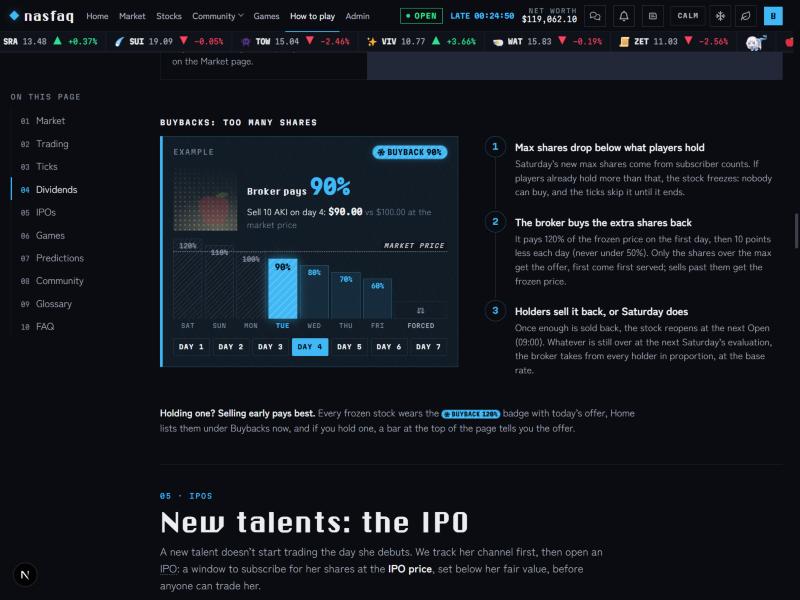 nasfaq Home Market Stocks Community Games How to play Admin OPEN LATE 00:24:50 NET WORTH $119,062.10 CALM B
SRA 13.48 ▲ +0.37% SUI 19.09 ▼ -0.05% TOW 15.04 ▼ -2.46% VIV 10.77 ▲ +3.66% WAT 15.83 ▼ -0.19% ZET 11.03 ▼ -2.56%
on the Market page.
ON THIS PAGE
01 Market
02 Trading
03 Ticks
04 Dividends
05 IPOs
06 Games
07 Predictions
08 Community
09 Glossary
10 FAQ
BUYBACKS: TOO MANY SHARES
EXAMPLE
BUYBACK 90%
Broker pays 90%
Sell 10 AKI on day 4: $90.00 vs $100.00 at the
market price
MARKET PRICE
120% 110% 100% 90% 80% 70% 60%
SAT SUN MON TUE WED THU FRI FORCED
DAY 1 DAY 2 DAY 3 DAY 4 DAY 5 DAY 6 DAY 7
1 Max shares drop below what players hold
Saturday's new max shares come from subscriber counts. If
players already hold more than that, the stock freezes: nobody
can buy, and the ticks skip it until it ends.
2 The broker buys the extra shares back
It pays 120% of the frozen price on the first day, then 10 points
less each day (never under 50%). Only the shares over the max
get the offer, first come first served; sells past them get the
frozen price.
3 Holders sell it back, or Saturday does
Once enough is sold back, the stock reopens at the next Open
(09:00). Whatever is still over at the next Saturday's evaluation,
the broker takes from every holder in proportion, at the base
rate.
Holding one? Selling early pays best. Every frozen stock wears the BUYBACK 120% badge with today's offer, Home
lists them under Buybacks now, and if you hold one, a bar at the top of the page tells you the offer.
05 · IPOS
New talents: the IPO
A new talent doesn't start trading the day she debuts. We track her channel first, then open an
IPO: a window to subscribe for her shares at the IPO price, set below her fair value, before
anyone can trade her.
N